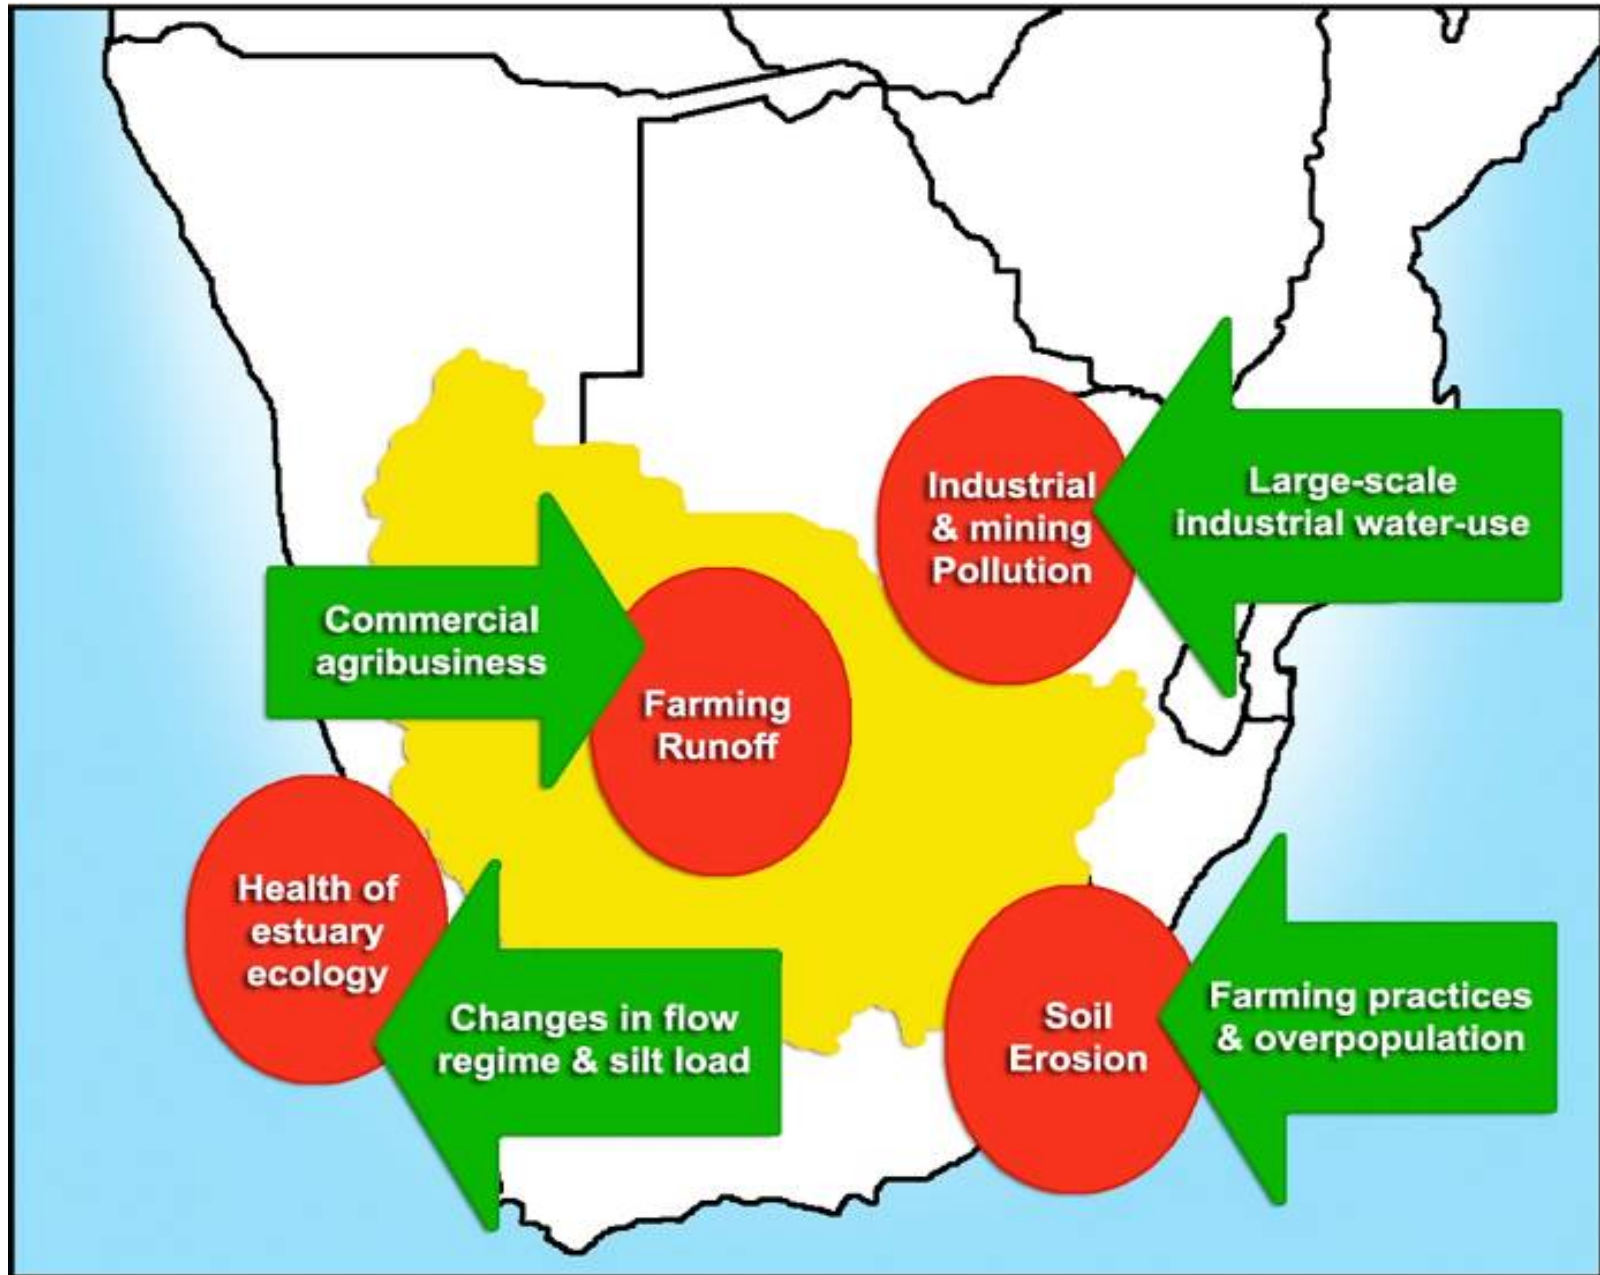 Industrial
& mining
Pollution
Large-scale
industrial water-use
Commercial
agribusiness
Farming
Runoff
Health of
estuary
ecology
Changes in flow
regime & silt load
Soil
Erosion
Farming practices
& overpopulation